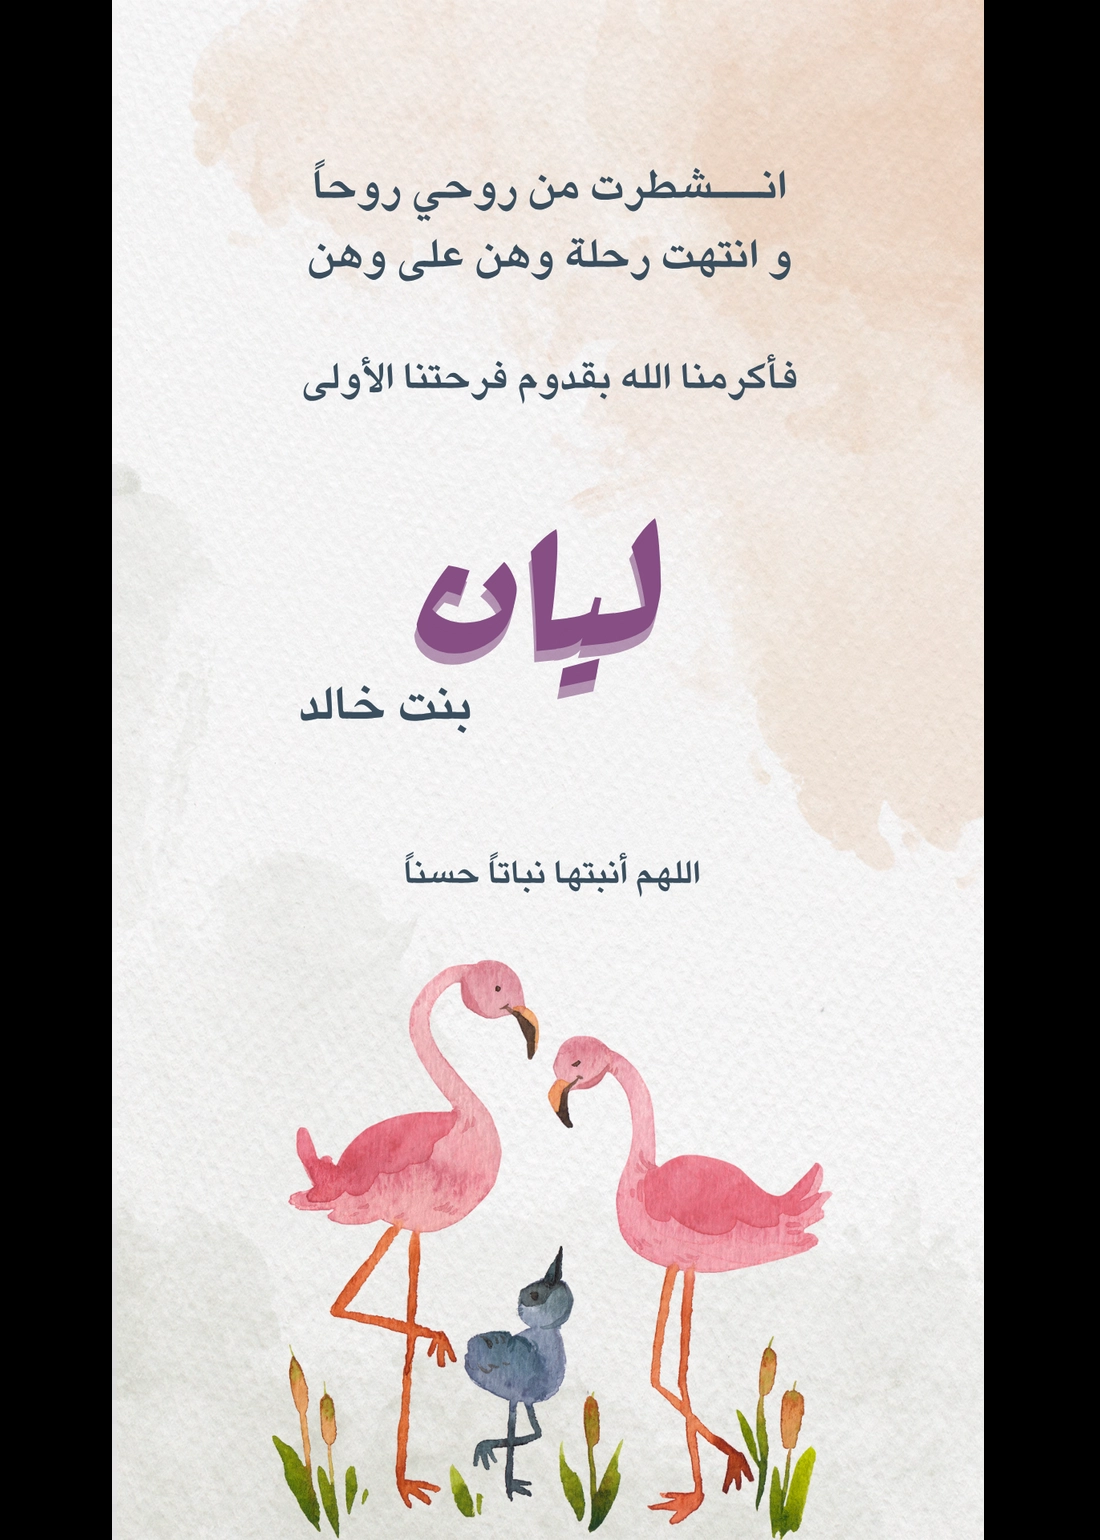 انـــشطرت من روحي روحاً
و انتهت رحلة وهن على وهن
فأكرمنا الله بقدوم فرحتنا الأولى
ليان
بنت خالد
اللهم أنبتها نباتاً حسناً